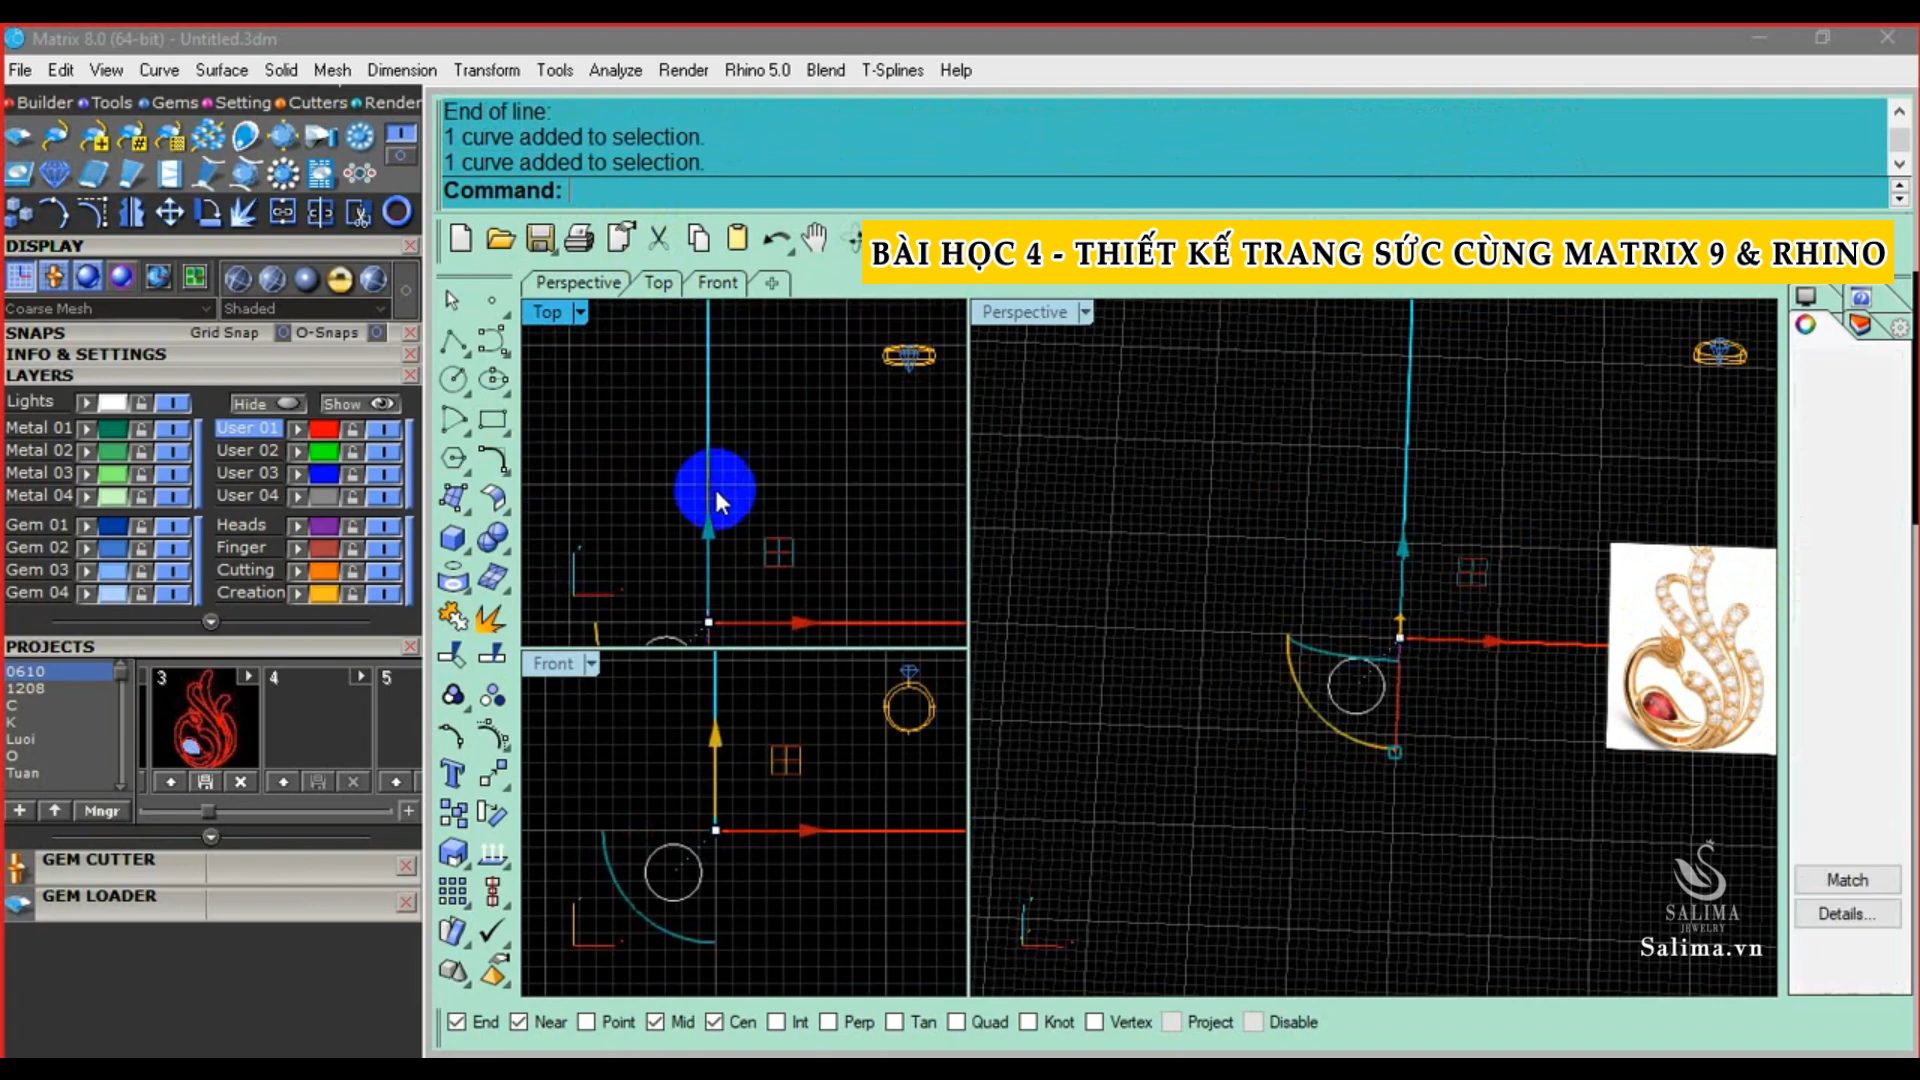 Matrix 8.0 (64-bit) - Untitled.3dm
File Edit View Curve Surface Solid Mesh Dimension Transform Tools Analyze Render Rhino 5.0 Blend T-Splines Help
Builder Tools Gems Setting Cutters Render
End of line:
1 curve added to selection.
1 curve added to selection.
Command:
BÀI HỌC 4 - THIẾT KẾ TRANG SỨC CÙNG MATRIX 9 & RHINO
DISPLAY
Coarse Mesh Shaded
SNAPS Grid Snap O-Snaps
INFO & SETTINGS
LAYERS
Lights Hide Show
Metal 01 User 01
Metal 02 User 02
Metal 03 User 03
Metal 04 User 04
Gem 01 Heads
Gem 02 Finger
Gem 03 Cutting
Gem 04 Creation
PROJECTS
0610
1208
C
K
Luoi
O
Tuan
3 4 5
Mngr
GEM CUTTER
GEM LOADER
Perspective Top Front
Top
Perspective
Front
SALIMA
JEWELRY
Salima.vn
Match
Details...
End Near Point Mid Cen Int Perp Tan Quad Knot Vertex Project Disable